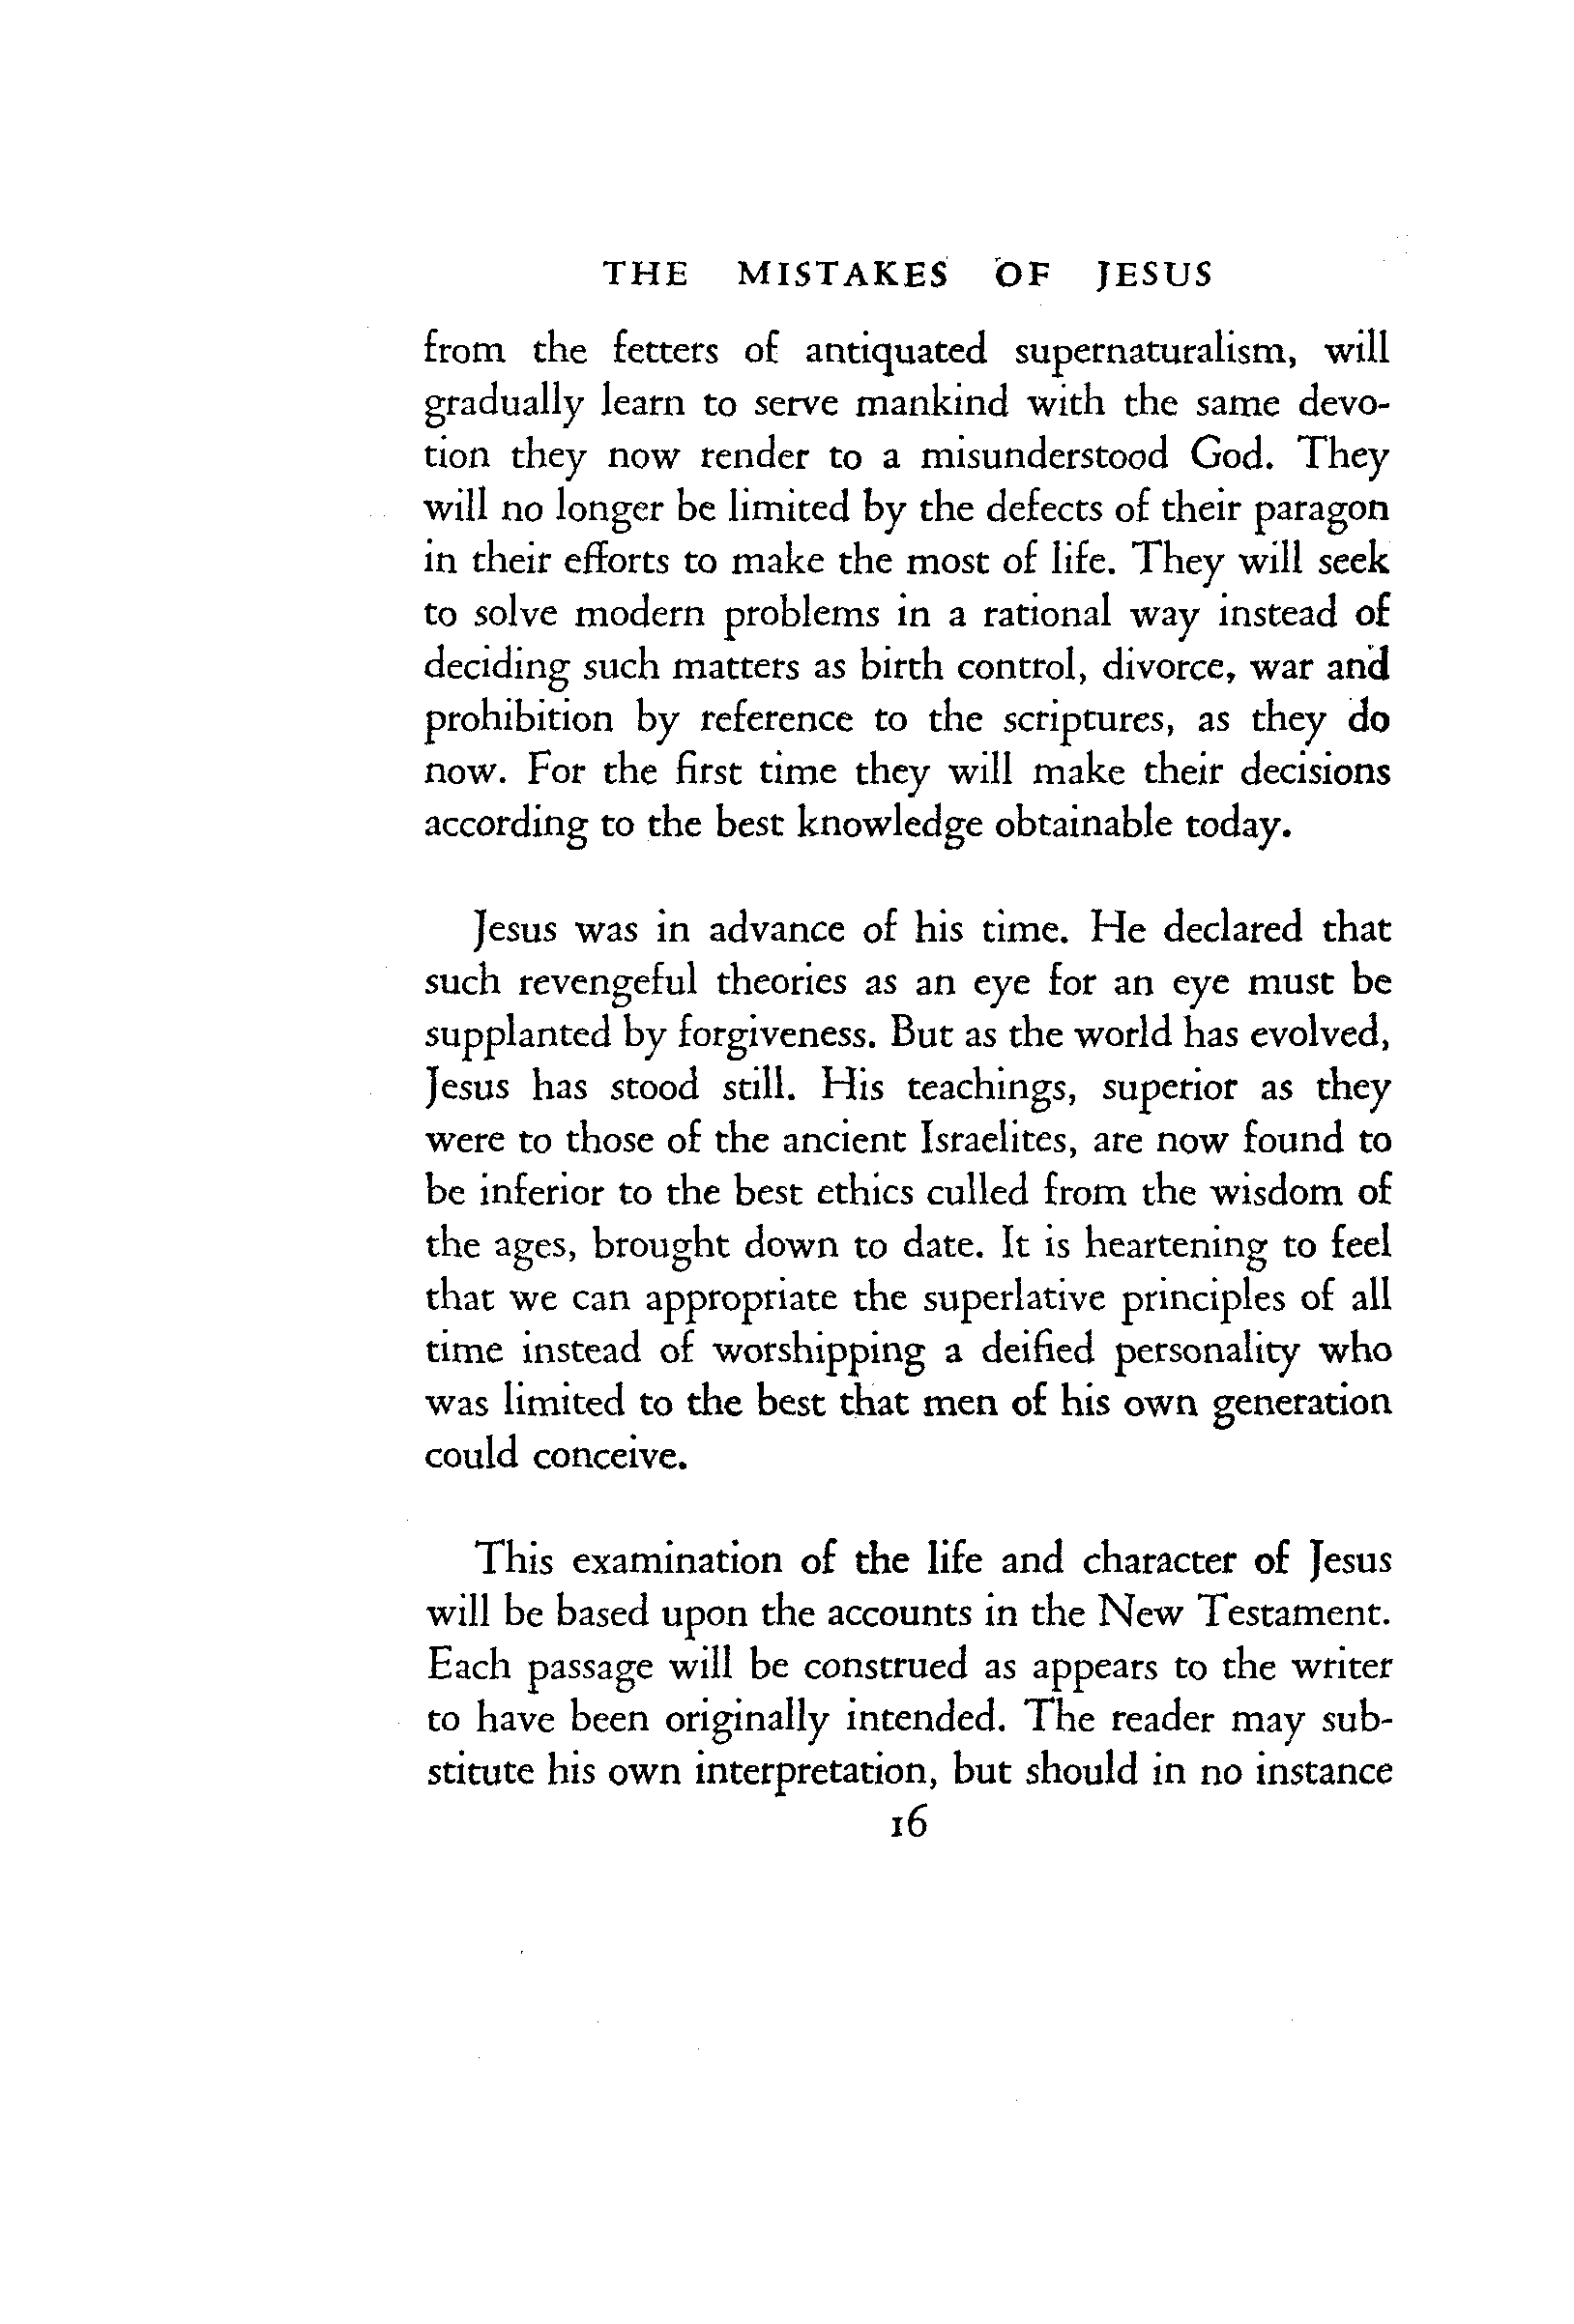 THE MISTAKES OF JESUS
from the fetters of antiquated supernaturalism, will
gradually learn to serve mankind with the same devo-
tion they now render to a misunderstood God. They
will no longer be limited by the defects of their paragon
in their efforts to make the most of life. They will seek
to solve modern problems in a rational way instead of
deciding such matters as birth control, divorce, war and
prohibition by reference to the scriptures, as they do
now. For the first time they will make their decisions
according to the best knowledge obtainable today.
Jesus was in advance of his time. He declared that
such revengeful theories as an eye for an eye must be
supplanted by forgiveness. But as the world has evolved,
Jesus has stood still. His teachings, superior as they
were to those of the ancient Israelites, are now found to
be inferior to the best ethics culled from the wisdom of
the ages, brought down to date. It is heartening to feel
that we can appropriate the superlative principles of all
time instead of worshipping a deified personality who
was limited to the best that men of his own generation
could conceive.
This examination of the life and character of Jesus
will be based upon the accounts in the New Testament.
Each passage will be construed as appears to the writer
to have been originally intended. The reader may sub-
stitute his own interpretation, but should in no instance
16